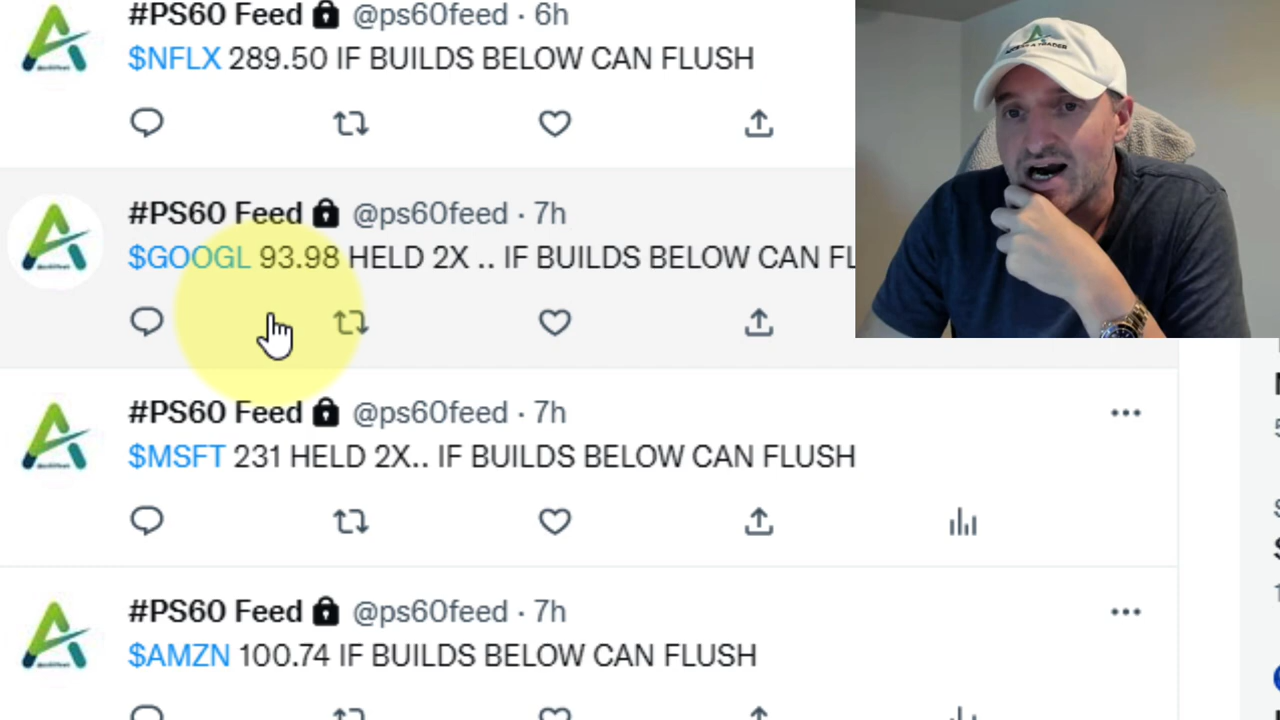 #PS60 Feed @ps60feed · 6h
$NFLX 289.50 IF BUILDS BELOW CAN FLUSH
#PS60 Feed @ps60feed · 7h
$GOOGL 93.98 HELD 2X .. IF BUILDS BELOW CAN FL
#PS60 Feed @ps60feed · 7h
$MSFT 231 HELD 2X.. IF BUILDS BELOW CAN FLUSH
#PS60 Feed @ps60feed · 7h
$AMZN 100.74 IF BUILDS BELOW CAN FLUSH